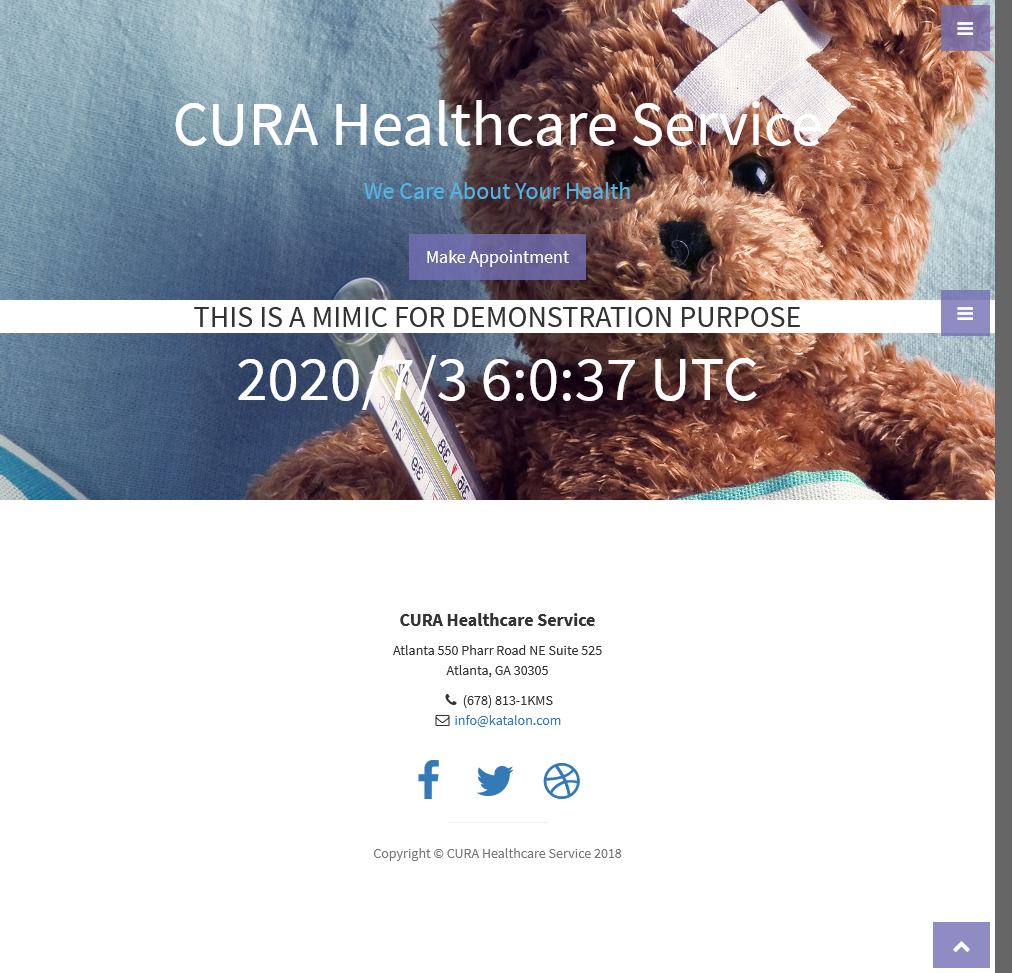 CURA Healthcare Service
We Care About Your Health
Make Appointment
THIS IS A MIMIC FOR DEMONSTRATION PURPOSE
2020/7/3 6:0:37 UTC
CURA Healthcare Service
Atlanta 550 Pharr Road NE Suite 525
Atlanta, GA 30305
(678) 813-1KMS
info@katalon.com
Copyright © CURA Healthcare Service 2018